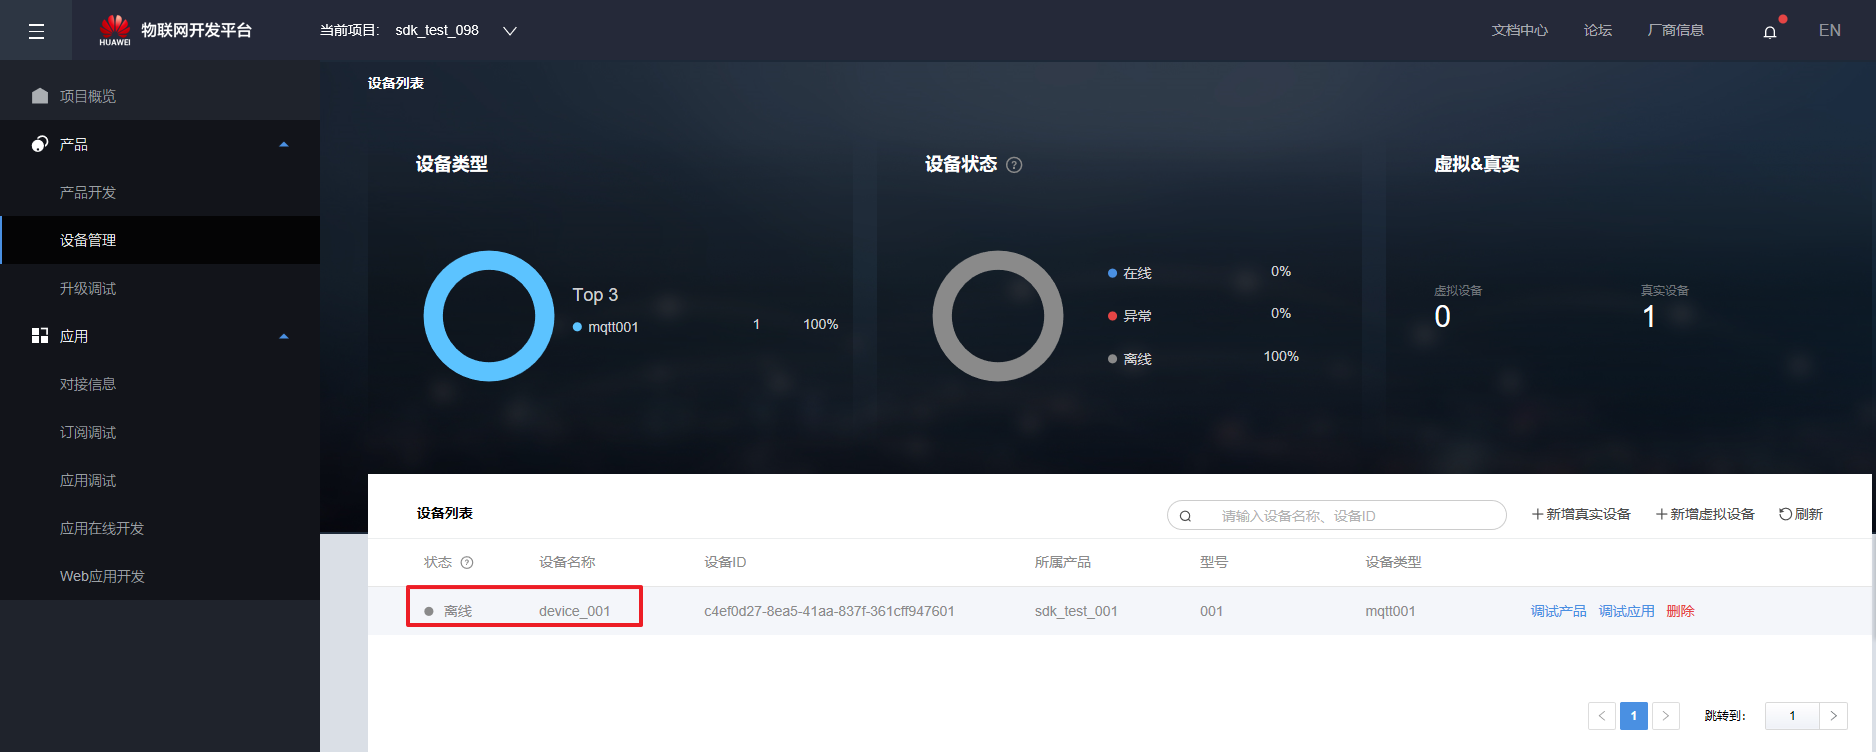 HUAWEI
物联网开发平台
当前项目: sdk_test_098
文档中心 论坛 厂商信息 EN
项目概览
产品
产品开发
设备管理
升级调试
应用
对接信息
订阅调试
应用调试
应用在线开发
Web应用开发
设备列表
设备类型
Top 3
mqtt001 1 100%
设备状态 ?
在线 0%
异常 0%
离线 100%
虚拟&真实
虚拟设备 真实设备
0 1
设备列表
请输入设备名称、设备ID
+新增真实设备 +新增虚拟设备 刷新
状态 ? 设备名称 设备ID 所属产品 型号 设备类型
离线 device_001 c4ef0d27-8ea5-41aa-837f-361cff947601 sdk_test_001 001 mqtt001 调试产品 调试应用 删除
< 1 > 跳转到: 1 >